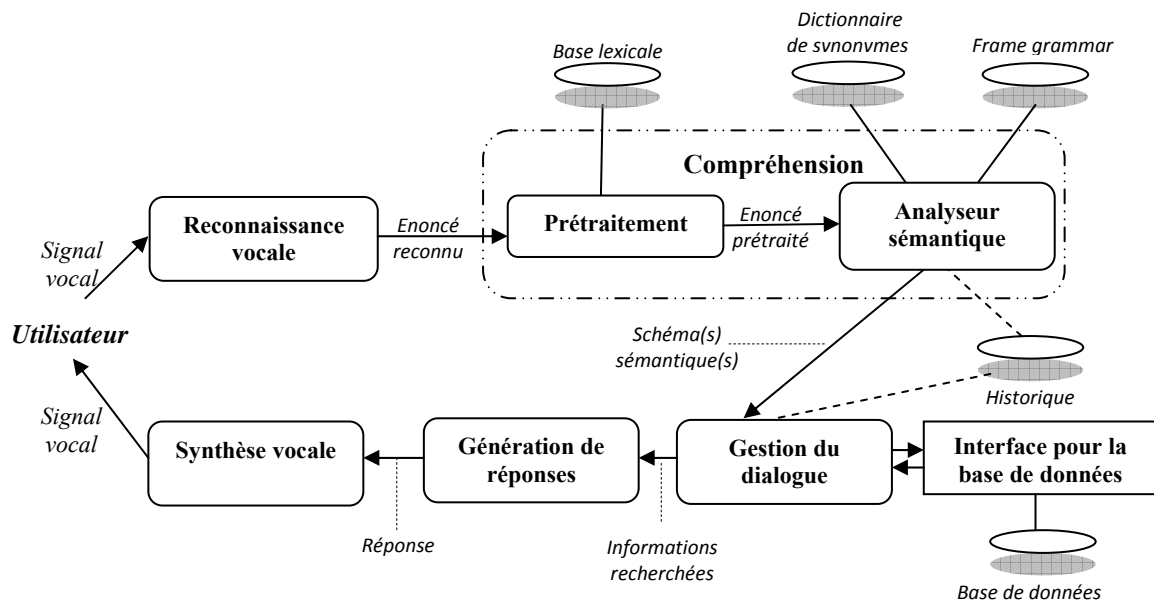 Dictionnaire
de synonymes
Frame grammar
Base lexicale
Compréhension
Reconnaissance
vocale
Enoncé
reconnu
Prétraitement
Enoncé
prétraité
Analyseur
sémantique
Signal
vocal
Utilisateur
Schéma(s)
sémantique(s)
Historique
Signal
vocal
Synthèse vocale
Génération de
réponses
Gestion du
dialogue
Interface pour la
base de données
Réponse
Informations
recherchées
Base de données